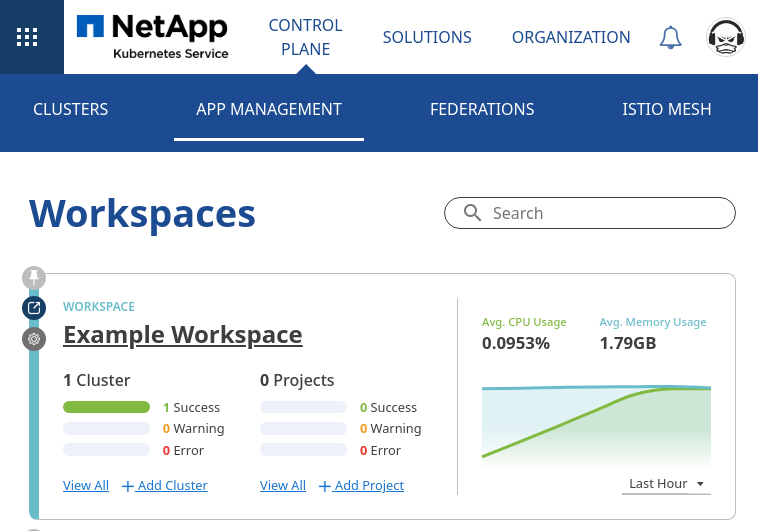 NetApp
Kubernetes Service
CONTROL
PLANE
SOLUTIONS
ORGANIZATION
CLUSTERS
APP MANAGEMENT
FEDERATIONS
ISTIO MESH
Workspaces
Search
WORKSPACE
Example Workspace
1 Cluster
1 Success
0 Warning
0 Error
View All + Add Cluster
0 Projects
0 Success
0 Warning
0 Error
View All + Add Project
Avg. CPU Usage
0.0953%
Avg. Memory Usage
1.79GB
Last Hour